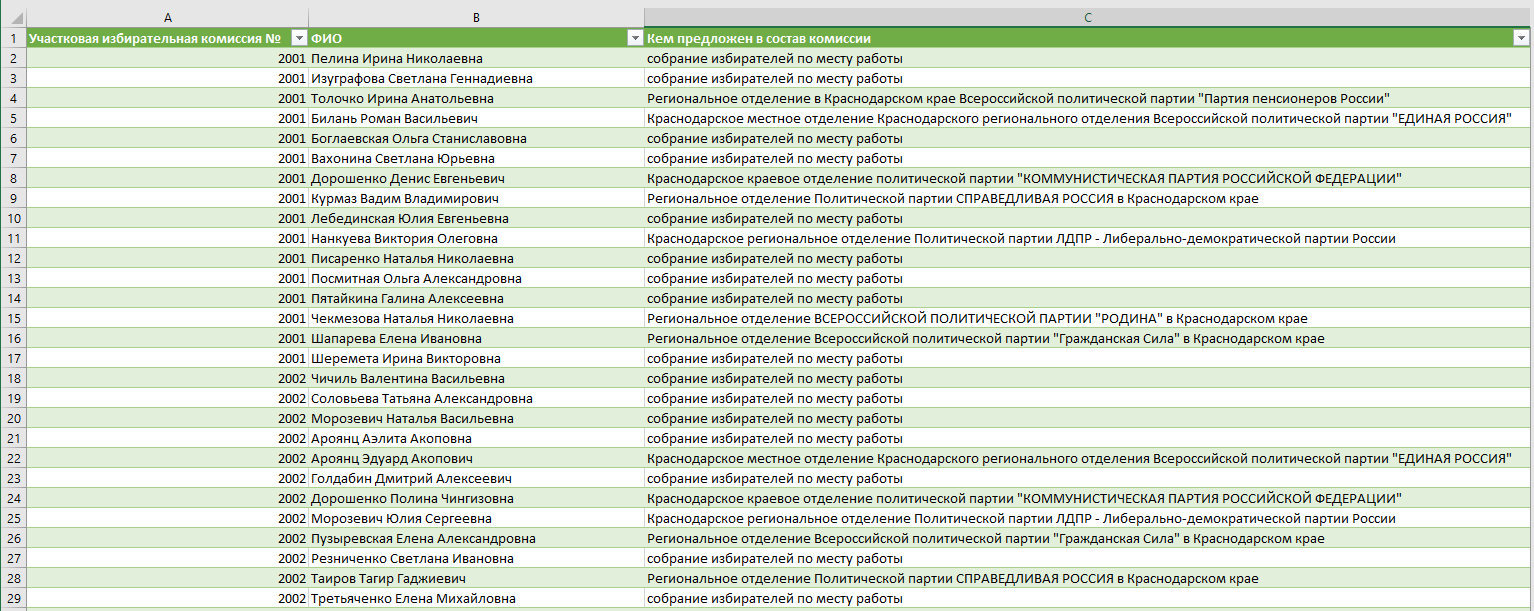 A B C
1 Участковая избирательная комиссия № ФИО Кем предложен в состав комиссии
2 2001 Пелина Ирина Николаевна собрание избирателей по месту работы
3 2001 Изуграфова Светлана Геннадиевна собрание избирателей по месту работы
4 2001 Толочко Ирина Анатольевна Региональное отделение в Краснодарском крае Всероссийской политической партии "Партия пенсионеров России"
5 2001 Билань Роман Васильевич Краснодарское местное отделение Краснодарского регионального отделения Всероссийской политической партии "ЕДИНАЯ РОССИЯ"
6 2001 Боглаевская Ольга Станиславовна собрание избирателей по месту работы
7 2001 Вахонина Светлана Юрьевна собрание избирателей по месту работы
8 2001 Дорошенко Денис Евгеньевич Краснодарское краевое отделение политической партии "КОММУНИСТИЧЕСКАЯ ПАРТИЯ РОССИЙСКОЙ ФЕДЕРАЦИИ"
9 2001 Курмаз Вадим Владимирович Региональное отделение Политической партии СПРАВЕДЛИВАЯ РОССИЯ в Краснодарском крае
10 2001 Лебединская Юлия Евгеньевна собрание избирателей по месту работы
11 2001 Нанкуева Виктория Олеговна Краснодарское региональное отделение Политической партии ЛДПР - Либерально-демократической партии России
12 2001 Писаренко Наталья Николаевна собрание избирателей по месту работы
13 2001 Посмитная Ольга Александровна собрание избирателей по месту работы
14 2001 Пятайкина Галина Алексеевна собрание избирателей по месту работы
15 2001 Чекмезова Наталья Николаевна Региональное отделение ВСЕРОССИЙСКОЙ ПОЛИТИЧЕСКОЙ ПАРТИИ "РОДИНА" в Краснодарском крае
16 2001 Шапарева Елена Ивановна Региональное отделение Всероссийской политической партии "Гражданская Сила" в Краснодарском крае
17 2001 Шеремета Ирина Викторовна собрание избирателей по месту работы
18 2002 Чичиль Валентина Васильевна собрание избирателей по месту работы
19 2002 Соловьева Татьяна Александровна собрание избирателей по месту работы
20 2002 Морозевич Наталья Васильевна собрание избирателей по месту работы
21 2002 Ароянц Аэлита Акоповна собрание избирателей по месту работы
22 2002 Ароянц Эдуард Акопович Краснодарское местное отделение Краснодарского регионального отделения Всероссийской политической партии "ЕДИНАЯ РОССИЯ"
23 2002 Голдабин Дмитрий Алексеевич собрание избирателей по месту работы
24 2002 Дорошенко Полина Чингизовна Краснодарское краевое отделение политической партии "КОММУНИСТИЧЕСКАЯ ПАРТИЯ РОССИЙСКОЙ ФЕДЕРАЦИИ"
25 2002 Морозевич Юлия Сергеевна Краснодарское региональное отделение Политической партии ЛДПР - Либерально-демократической партии России
26 2002 Пузыревская Елена Александровна Региональное отделение Всероссийской политической партии "Гражданская Сила" в Краснодарском крае
27 2002 Резниченко Светлана Ивановна собрание избирателей по месту работы
28 2002 Таиров Тагир Гаджиевич Региональное отделение Политической партии СПРАВЕДЛИВАЯ РОССИЯ в Краснодарском крае
29 2002 Третьяченко Елена Михайловна собрание избирателей по месту работы